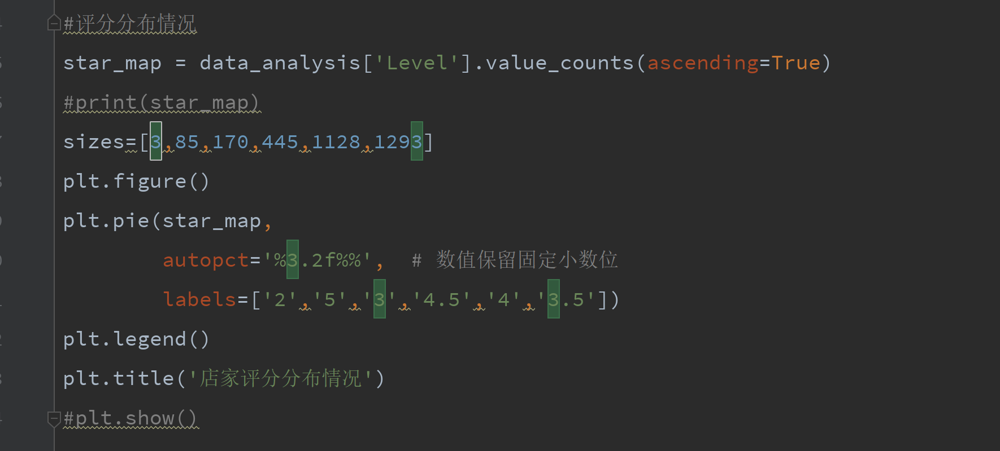 #评分分布情况
star_map = data_analysis['Level'].value_counts(ascending=True)
#print(star_map)
sizes=[3,85,170,445,1128,1293]
plt.figure()
plt.pie(star_map,
        autopct='%3.2f%%',  # 数值保留固定小数位
        labels=['2','5','3','4.5','4','3.5'])
plt.legend()
plt.title('店家评分分布情况')
#plt.show()